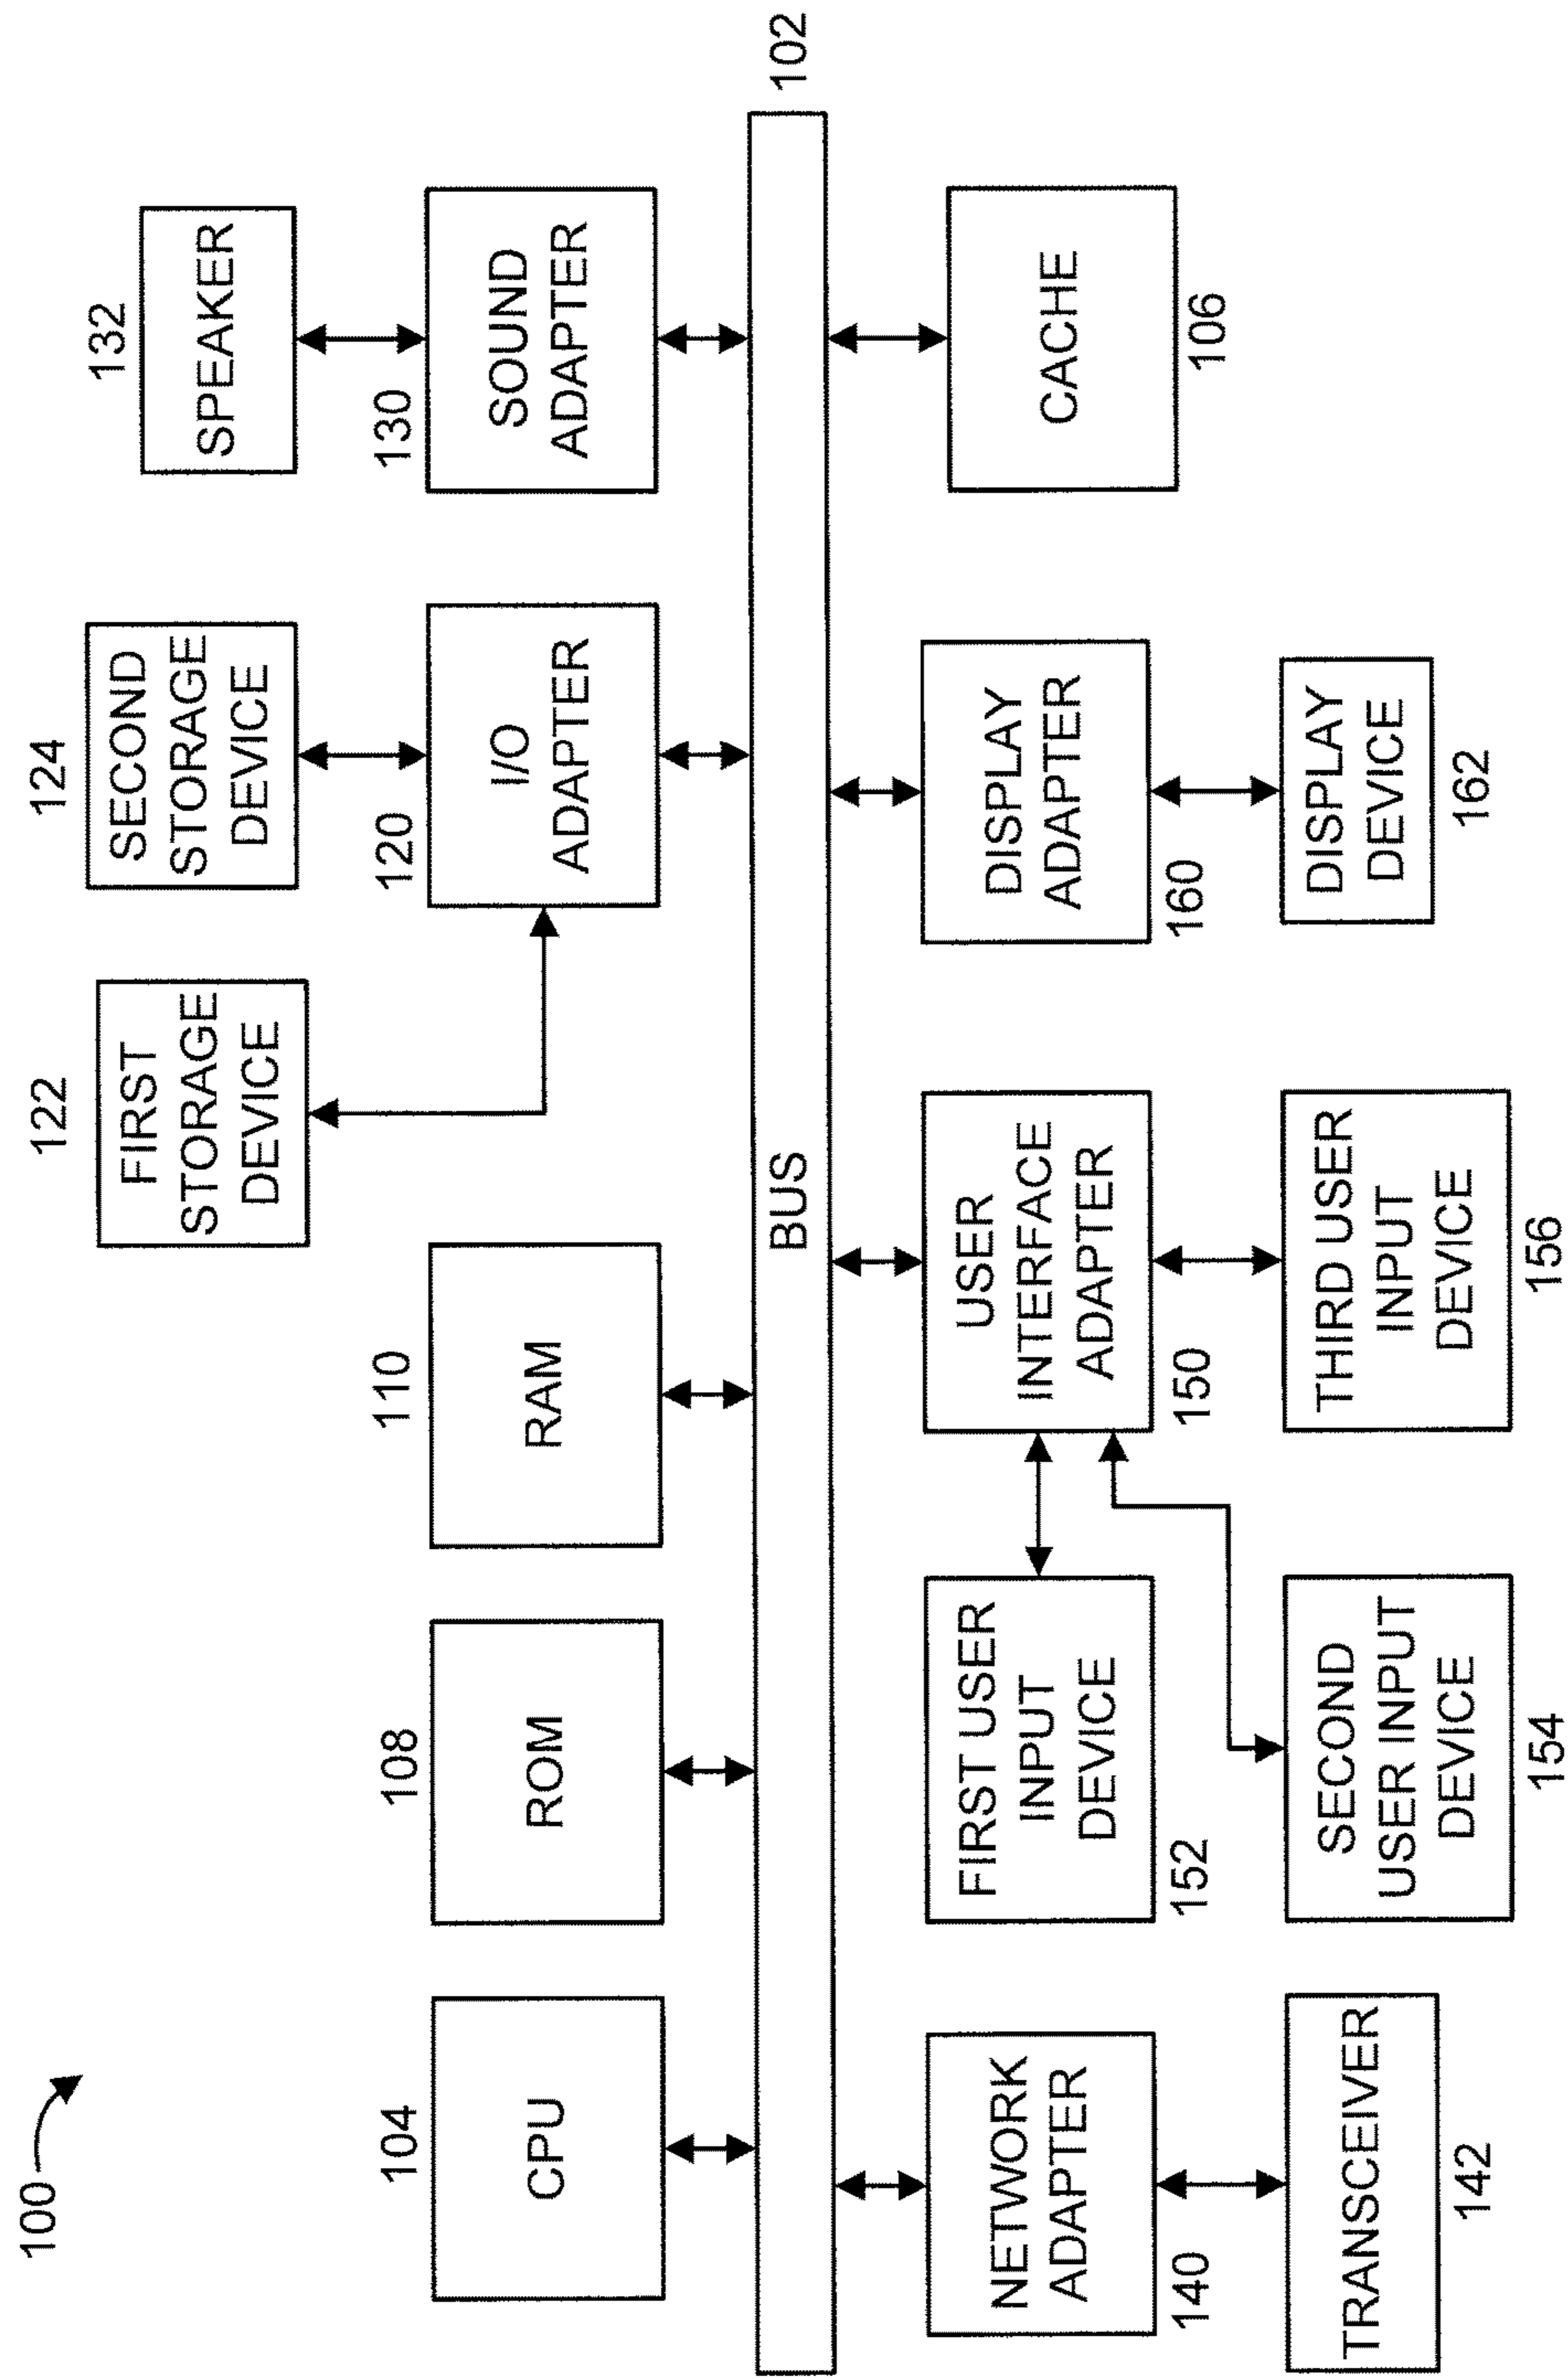 100
122
FIRST
STORAGE
DEVICE
124
SECOND
STORAGE
DEVICE
132
SPEAKER
104
CPU
108
ROM
110
RAM
120
I/O
ADAPTER
130
SOUND
ADAPTER
BUS
102
NETWORK
ADAPTER
140
FIRST USER
INPUT
DEVICE
152
USER
INTERFACE
ADAPTER
150
DISPLAY
ADAPTER
160
CACHE
106
TRANSCEIVER
142
SECOND
USER INPUT
DEVICE
154
THIRD USER
INPUT
DEVICE
156
DISPLAY
DEVICE
162